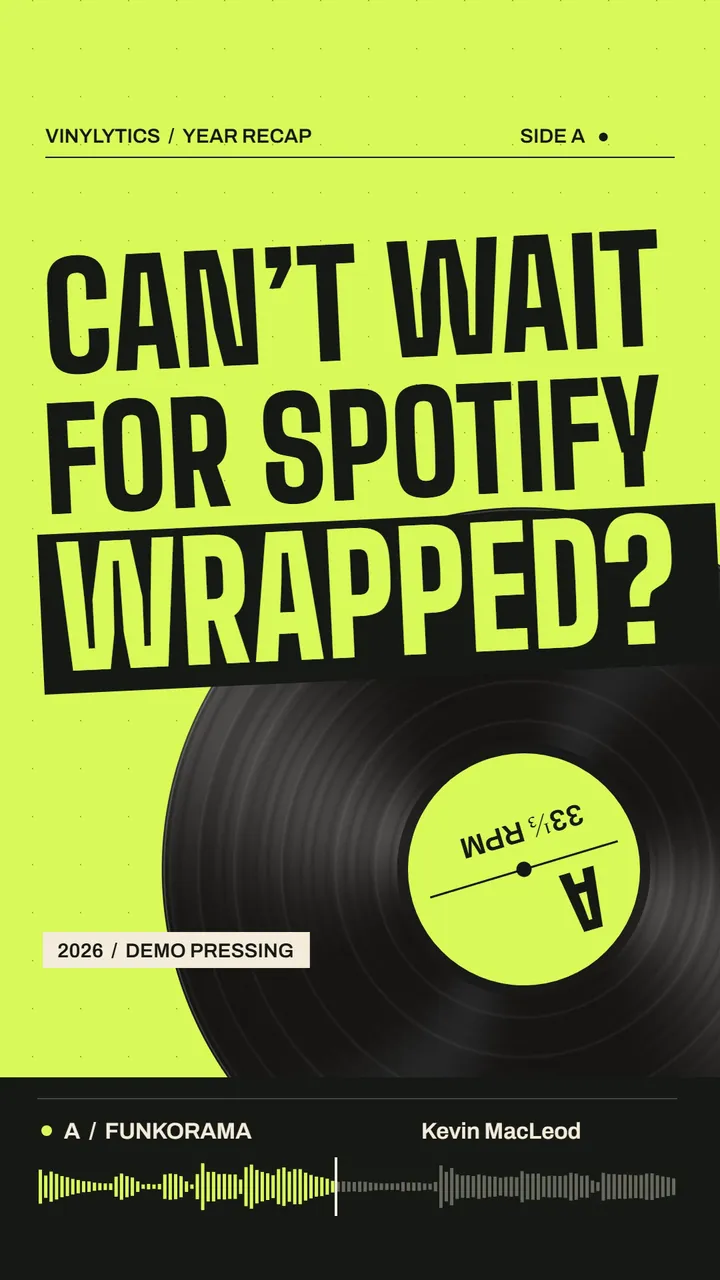 VINYLYTICS / YEAR RECAP
SIDE A
CAN’T WAIT
FOR SPOTIFY
WRAPPED?
33⅓ RPM
A
2026 / DEMO PRESSING
A / FUNKORAMA
Kevin MacLeod